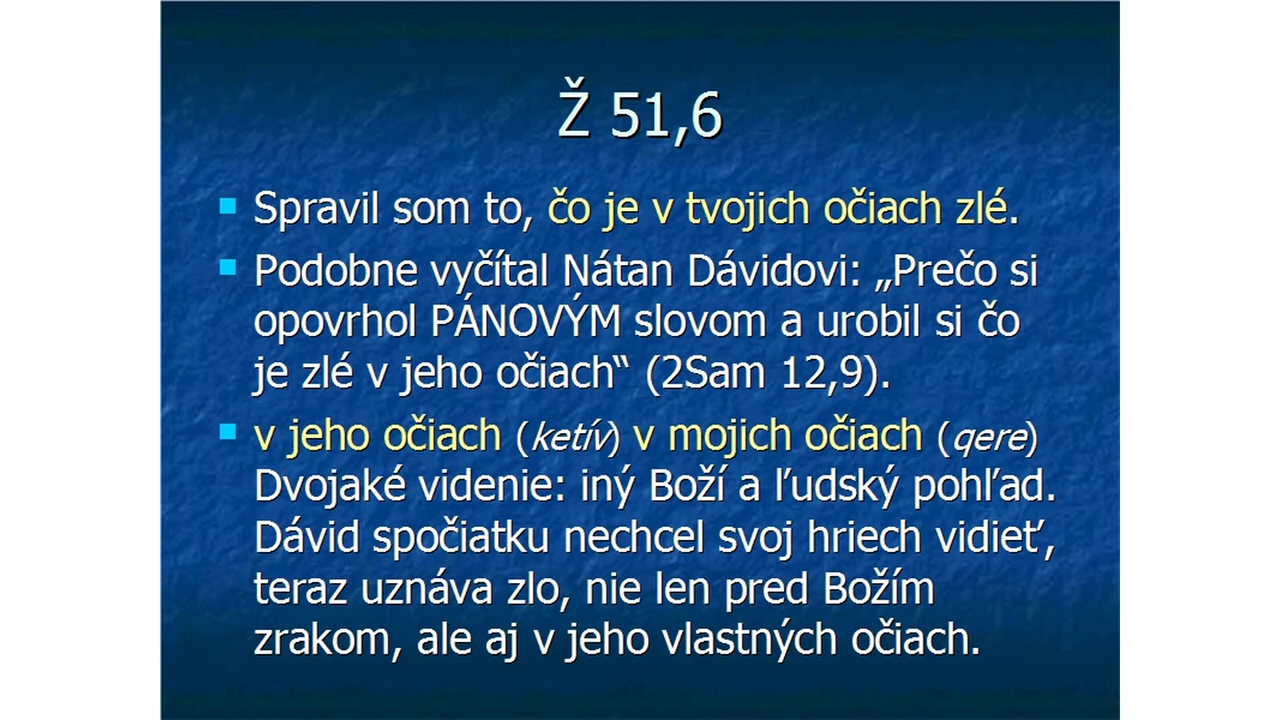 Ž 51,6
Spravil som to, čo je v tvojich očiach zlé.
Podobne vyčítal Nátan Dávidovi: „Prečo si
opovrhol PÁNOVÝM slovom a urobil si čo
je zlé v jeho očiach“ (2Sam 12,9).
v jeho očiach (ketív) v mojich očiach (qere)
Dvojaké videnie: iný Boží a ľudský pohľad.
Dávid spočiatku nechcel svoj hriech vidieť,
teraz uznáva zlo, nie len pred Božím
zrakom, ale aj v jeho vlastných očiach.